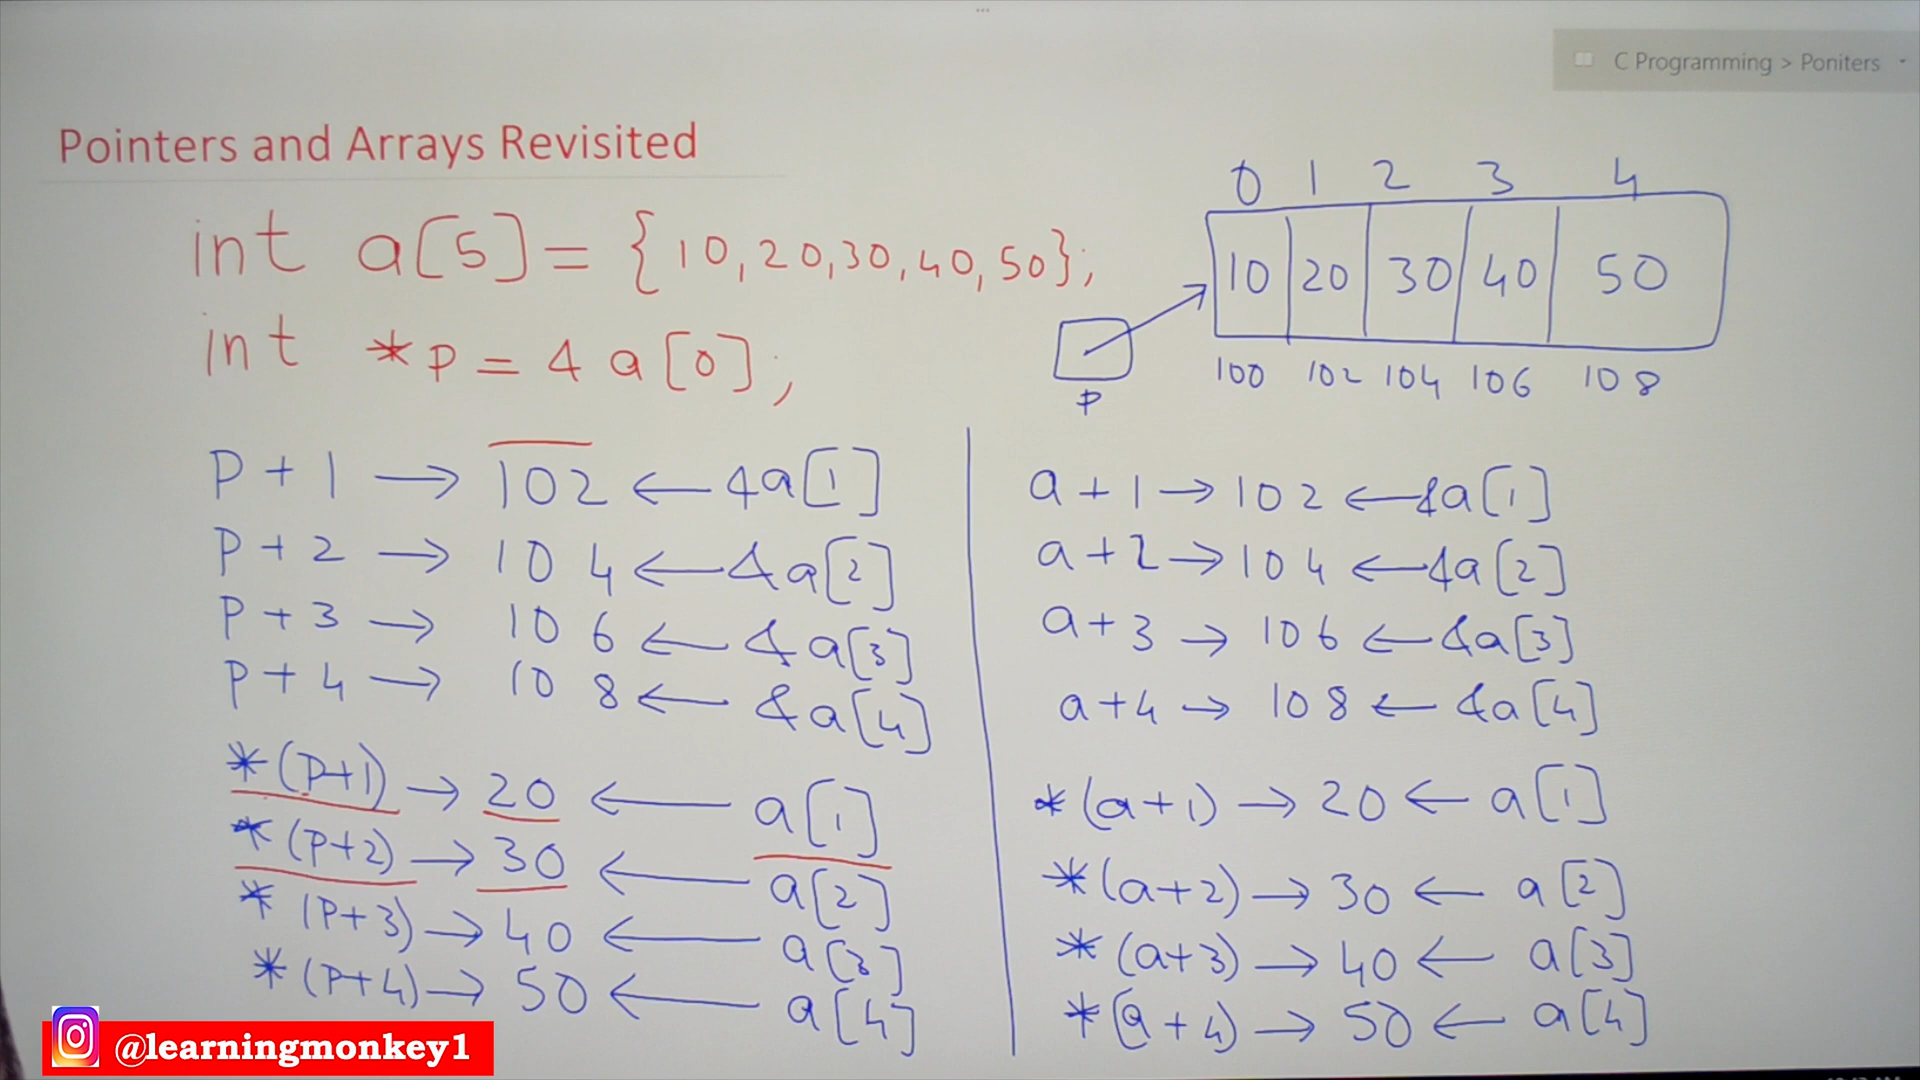 C Programming > Poniters
Pointers and Arrays Revisited
int a[5] = {10,20,30,40,50};
int *p = &a[0];
0 1 2 3 4
10 20 30 40 50
100 102 104 106 108
p
P + 1 → 102 ← &a[1]
P + 2 → 104 ← &a[2]
P + 3 → 106 ← &a[3]
P + 4 → 108 ← &a[4]
*(P+1) → 20 ← a[1]
*(P+2) → 30 ← a[2]
*(P+3) → 40 ← a[3]
*(P+4) → 50 ← a[4]
a + 1 → 102 ← &a[1]
a + 2 → 104 ← &a[2]
a + 3 → 106 ← &a[3]
a + 4 → 108 ← &a[4]
*(a+1) → 20 ← a[1]
*(a+2) → 30 ← a[2]
*(a+3) → 40 ← a[3]
*(a+4) → 50 ← a[4]
@learningmonkey1